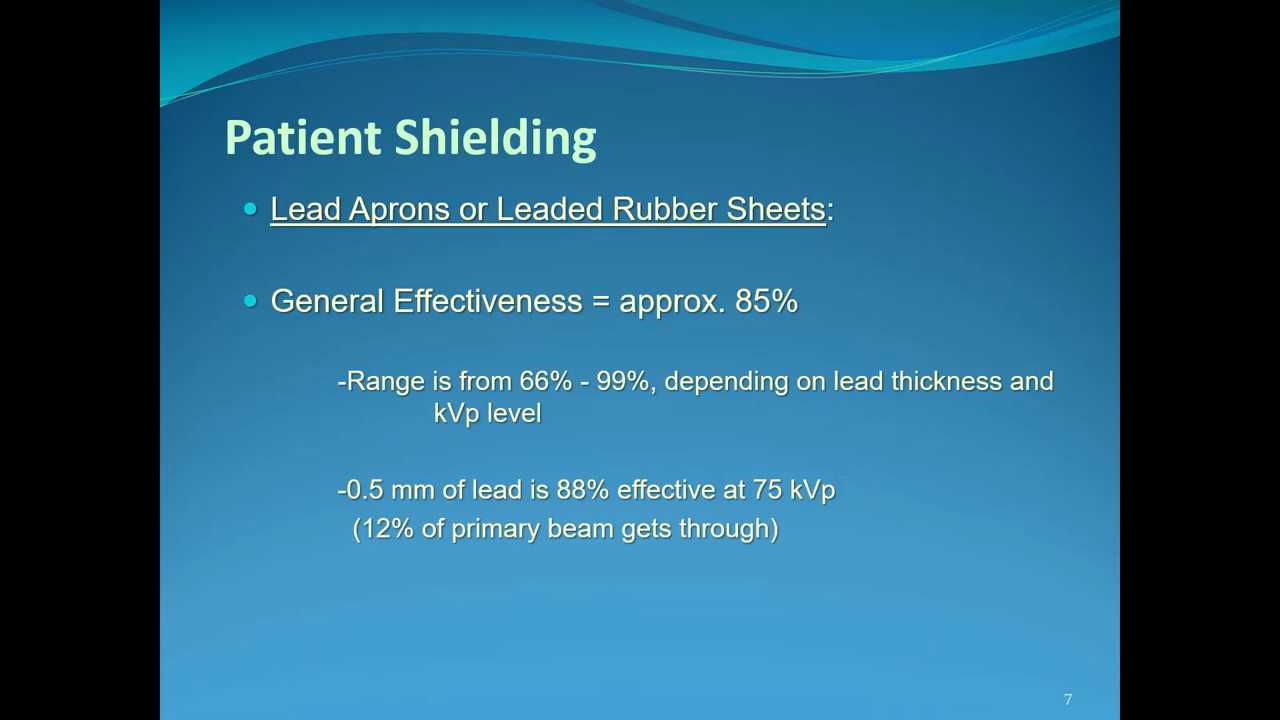 Patient Shielding
Lead Aprons or Leaded Rubber Sheets:
General Effectiveness = approx. 85%
-Range is from 66% - 99%, depending on lead thickness and
kVp level
-0.5 mm of lead is 88% effective at 75 kVp
(12% of primary beam gets through)
7